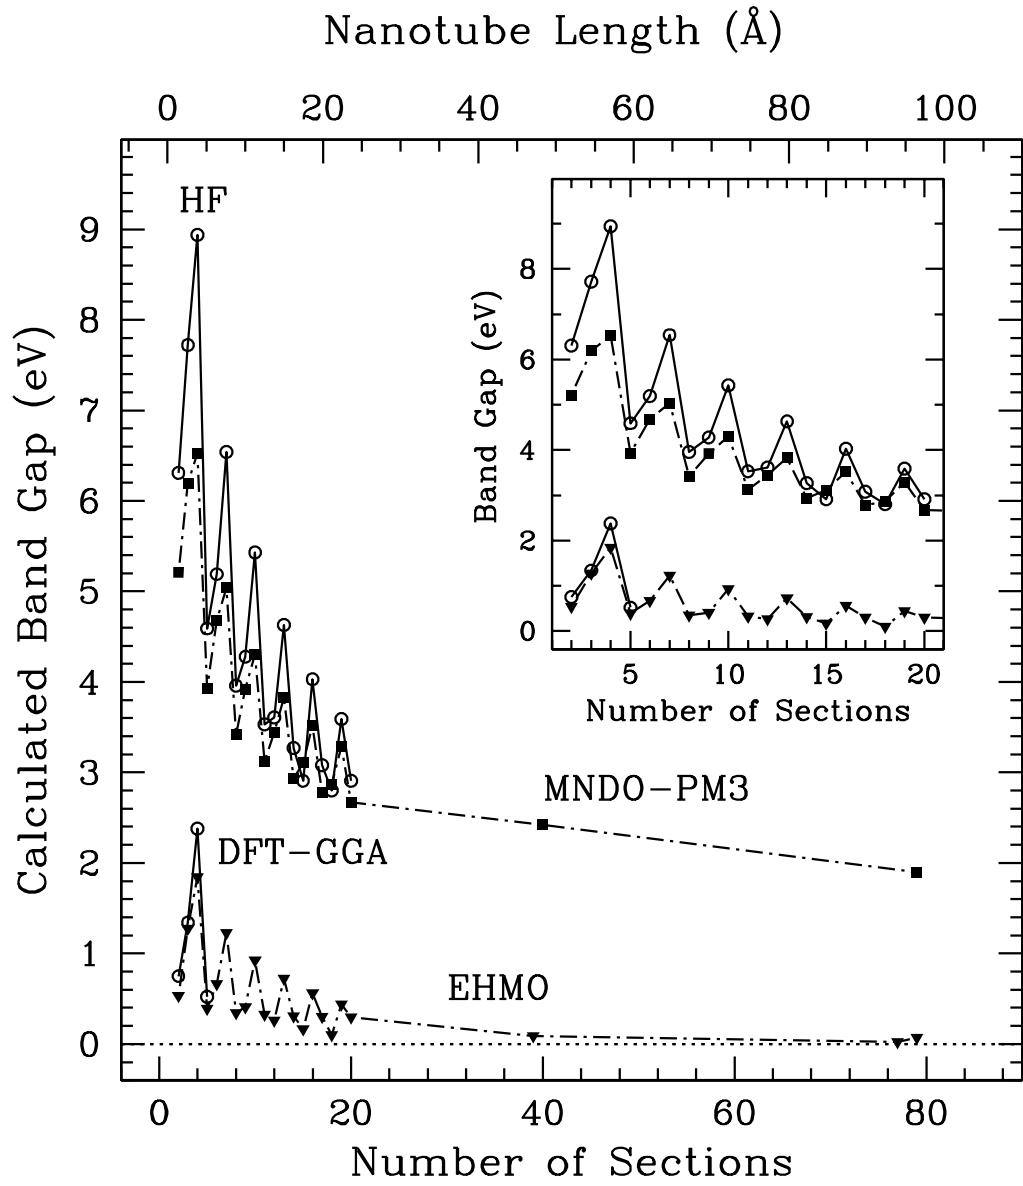 Nanotube Length (Å)
0 20 40 60 80 100
HF
Calculated Band Gap (eV)
9
8
7
6
5
4
3
2
1
0
Band Gap (eV)
8
6
4
2
0
5 10 15 20
Number of Sections
MNDO-PM3
DFT-GGA
EHMO
0 20 40 60 80
Number of Sections